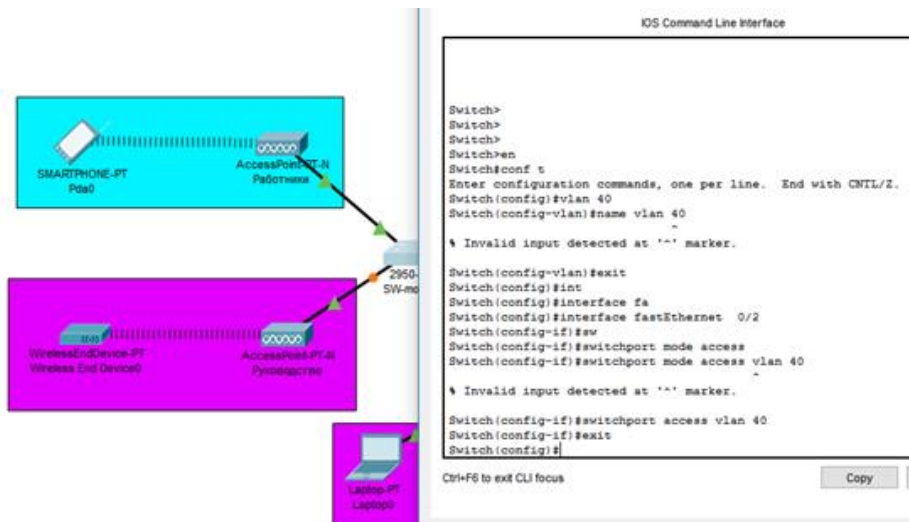 IOS Command Line Interface
Switch>
Switch>
Switch>
Switch>en
Switch#conf t
Enter configuration commands, one per line.  End with CNTL/Z.
Switch(config)#vlan 40
Switch(config-vlan)#name vlan 40
^
% Invalid input detected at '^' marker.
Switch(config-vlan)#exit
Switch(config)#int
Switch(config)#interface fa
Switch(config)#interface fastEthernet  0/2
Switch(config-if)#sw
Switch(config-if)#switchport mode access
Switch(config-if)#switchport mode access vlan 40
^
% Invalid input detected at '^' marker.
Switch(config-if)#switchport access vlan 40
Switch(config-if)#exit
Switch(config)#
Ctrl+F6 to exit CLI focus
Copy
SMARTPHONE-PT
Pda0
AccessPoint-PT-N
Работники
2950-
SW-mo
WirelessEndDevice-PT
Wireless End Device0
AccessPoint-PT-N
Руководство
Laptop-PT
Laptop0